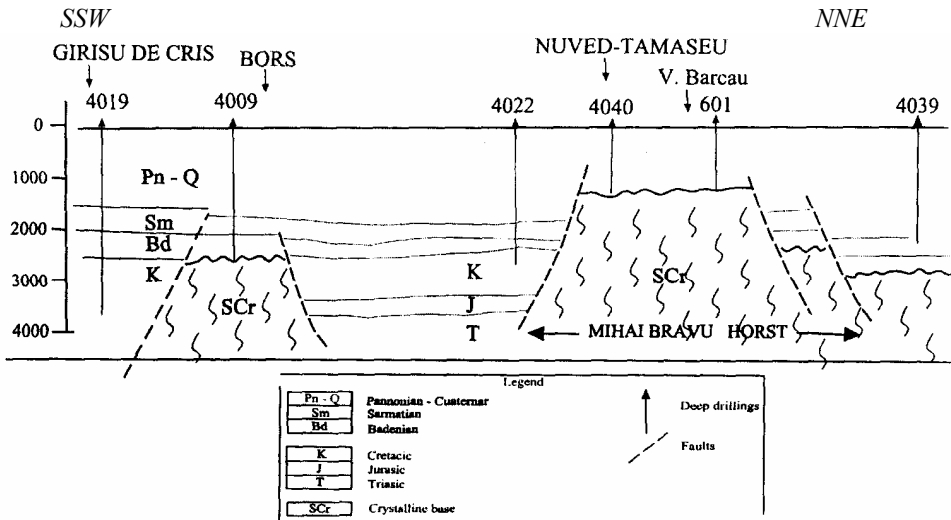 SSW NNE
GIRISU DE CRIS BORS NUVED-TAMASEU V. Barcau
4019 4009 4022 4040 601 4039
0
1000
Pn - Q
Sm
2000
Bd
K K
3000
SCr SCr
J
4000
T MIHAI BRAVU HORST
Legend
Pn - Q Pannonian - Cuaternar
Sm Sarmatian
Bd Badenian
K Cretacic
J Jurasic
T Triasic
SCr Crystalline base
Deep drillings
Faults